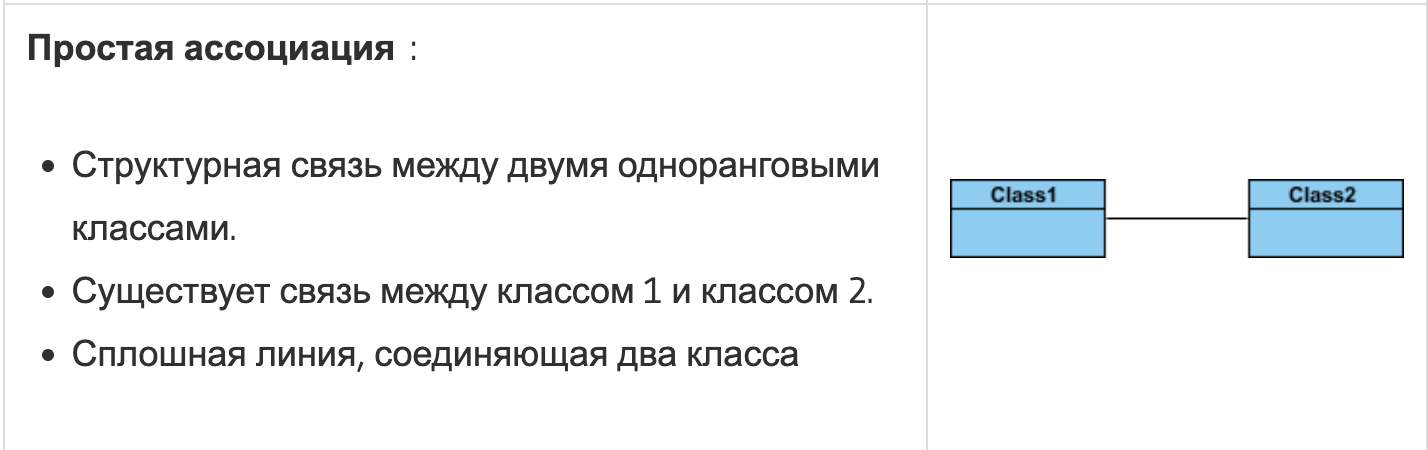 Простая ассоциация :
• Структурная связь между двумя одноранговыми
классами.
• Существует связь между классом 1 и классом 2.
• Сплошная линия, соединяющая два класса
Class1
Class2